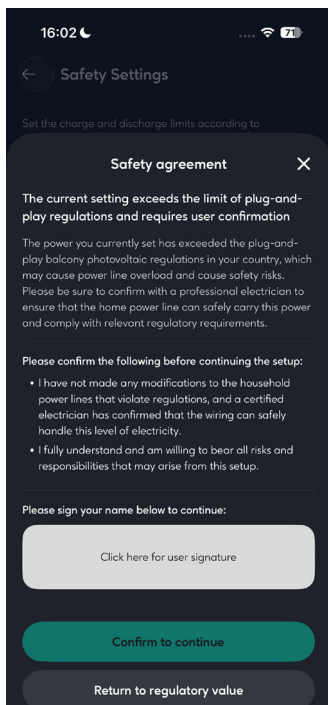 16:02
71
Safety Settings
Set the charge and discharge limits according to
Safety agreement
The current setting exceeds the limit of plug-and-
play regulations and requires user confirmation
The power you currently set has exceeded the plug-and-
play balcony photovoltaic regulations in your country, which
may cause power line overload and cause safety risks.
Please be sure to confirm with a professional electrician to
ensure that the home power line can safely carry this power
and comply with relevant regulatory requirements.
Please confirm the following before continuing the setup:
• I have not made any modifications to the household
power lines that violate regulations, and a certified
electrician has confirmed that the wiring can safely
handle this level of electricity.
• I fully understand and am willing to bear all risks and
responsibilities that may arise from this setup.
Please sign your name below to continue:
Click here for user signature
Confirm to continue
Return to regulatory value